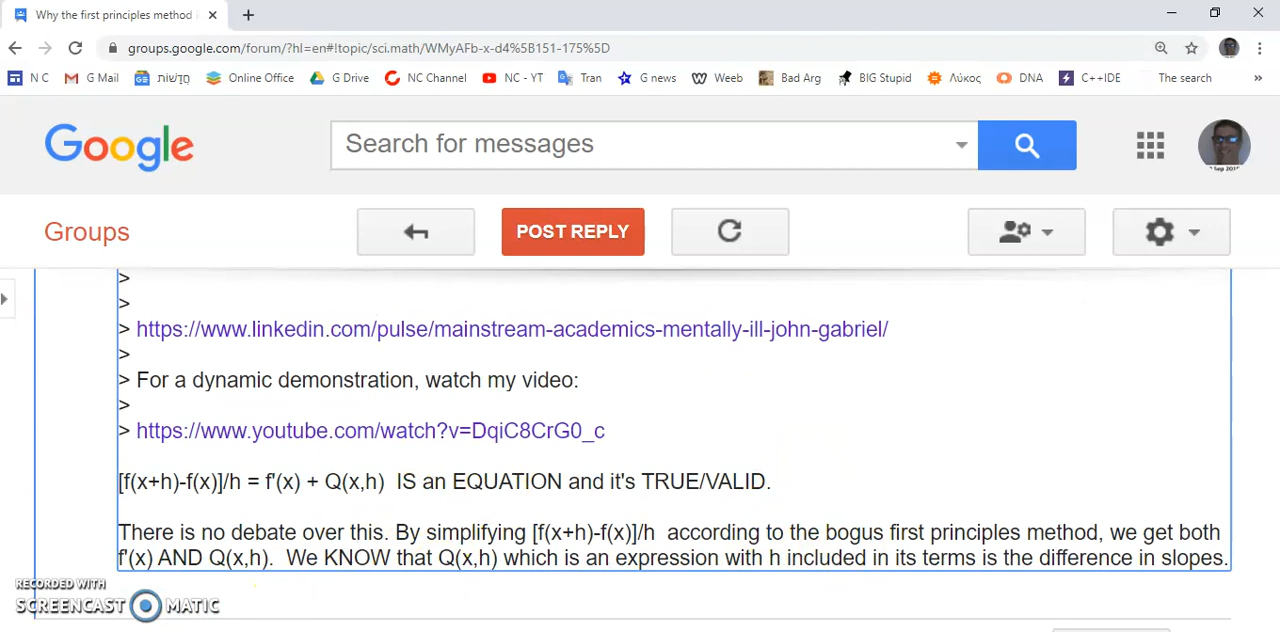 Why the first principles method
groups.google.com/forum/?hl=en#!topic/sci.math/WMyAFb-x-d4%5B151-175%5D
N C G Mail חֲדָשׁוֹת Online Office G Drive NC Channel NC - YT Tran G news Weeb Bad Arg BIG Stupid Λύκος DNA C++IDE The search »
Google Search for messages
Groups POST REPLY
>
>
> https://www.linkedin.com/pulse/mainstream-academics-mentally-ill-john-gabriel/
>
> For a dynamic demonstration, watch my video:
>
> https://www.youtube.com/watch?v=DqiC8CrG0_c
[f(x+h)-f(x)]/h = f'(x) + Q(x,h)  IS an EQUATION and it's TRUE/VALID.
There is no debate over this. By simplifying [f(x+h)-f(x)]/h  according to the bogus first principles method, we get both
f'(x) AND Q(x,h).  We KNOW that Q(x,h) which is an expression with h included in its terms is the difference in slopes.
RECORDED WITH
SCREENCAST MATIC